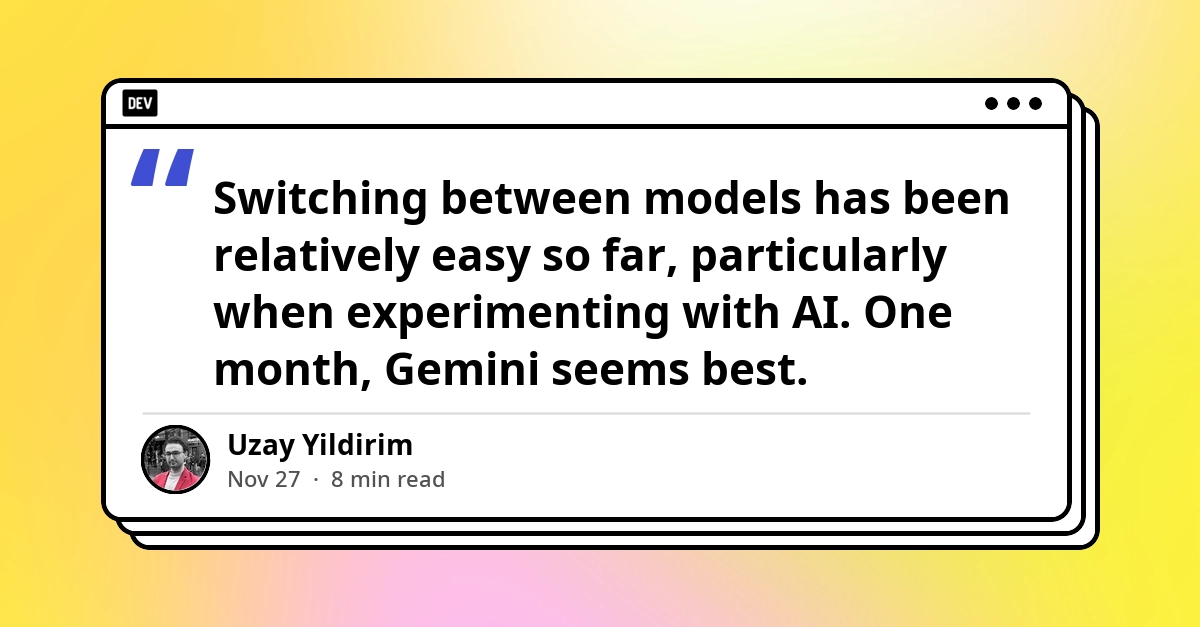 DEV
“
Switching between models has been
relatively easy so far, particularly
when experimenting with AI. One
month, Gemini seems best.
Uzay Yildirim
Nov 27 · 8 min read